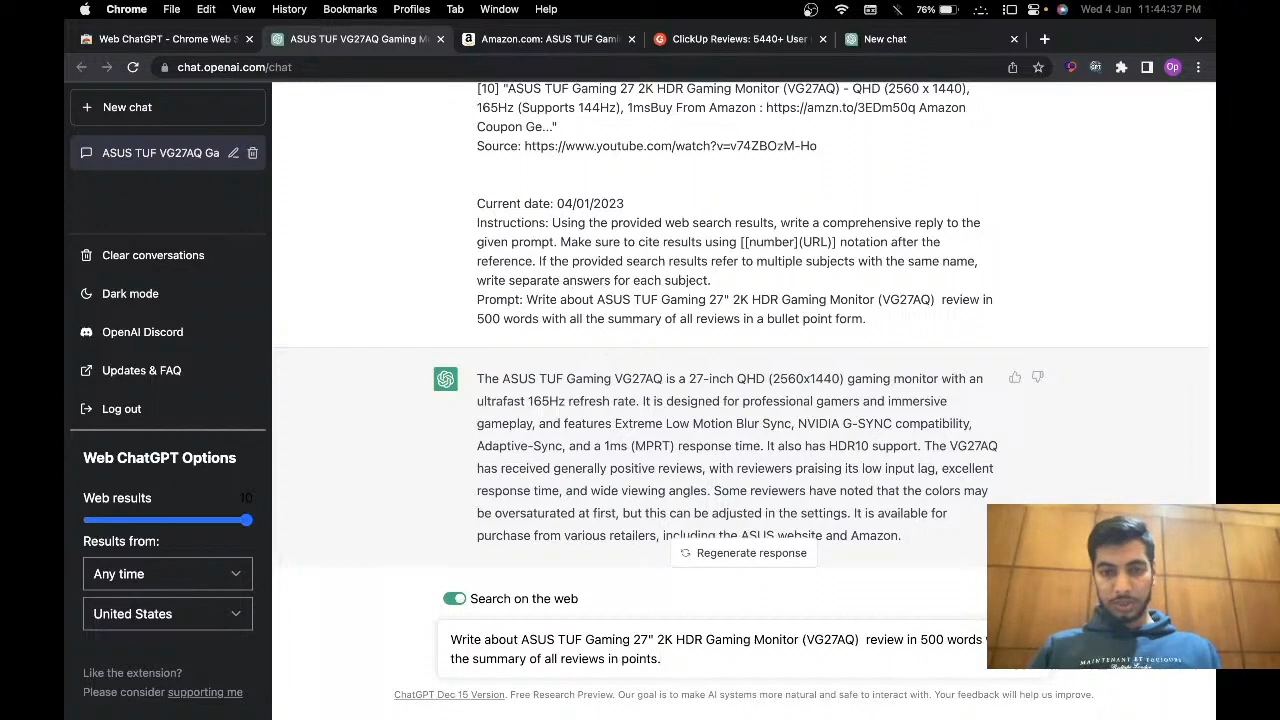 Chrome File Edit View History Bookmarks Profiles Tab Window Help 76% Wed 4 Jan 11:44:37 PM
Web ChatGPT - Chrome Web S ASUS TUF VG27AQ Gaming M Amazon.com: ASUS TUF Gami ClickUp Reviews: 5440+ User New chat
chat.openai.com/chat Op
New chat
ASUS TUF VG27AQ Ga
Clear conversations
Dark mode
OpenAI Discord
Updates & FAQ
Log out
Web ChatGPT Options
Web results 10
Results from:
Any time
United States
Like the extension?
Please consider supporting me
[10] "ASUS TUF Gaming 27 2K HDR Gaming Monitor (VG27AQ) - QHD (2560 x 1440),
165Hz (Supports 144Hz), 1msBuy From Amazon : https://amzn.to/3EDm50q Amazon
Coupon Ge..."
Source: https://www.youtube.com/watch?v=v74ZBOzM-Ho
Current date: 04/01/2023
Instructions: Using the provided web search results, write a comprehensive reply to the
given prompt. Make sure to cite results using [[number](URL)] notation after the
reference. If the provided search results refer to multiple subjects with the same name,
write separate answers for each subject.
Prompt: Write about ASUS TUF Gaming 27" 2K HDR Gaming Monitor (VG27AQ) review in
500 words with all the summary of all reviews in a bullet point form.
The ASUS TUF Gaming VG27AQ is a 27-inch QHD (2560x1440) gaming monitor with an
ultrafast 165Hz refresh rate. It is designed for professional gamers and immersive
gameplay, and features Extreme Low Motion Blur Sync, NVIDIA G-SYNC compatibility,
Adaptive-Sync, and a 1ms (MPRT) response time. It also has HDR10 support. The VG27AQ
has received generally positive reviews, with reviewers praising its low input lag, excellent
response time, and wide viewing angles. Some reviewers have noted that the colors may
be oversaturated at first, but this can be adjusted in the settings. It is available for
purchase from various retailers, including the ASUS website and Amazon.
Regenerate response
Search on the web
Write about ASUS TUF Gaming 27" 2K HDR Gaming Monitor (VG27AQ) review in 500 words
the summary of all reviews in points.
ChatGPT Dec 15 Version. Free Research Preview. Our goal is to make AI systems more natural and safe to interact with. Your feedback will help us improve.
MAINTENANT ET TOUJOURS